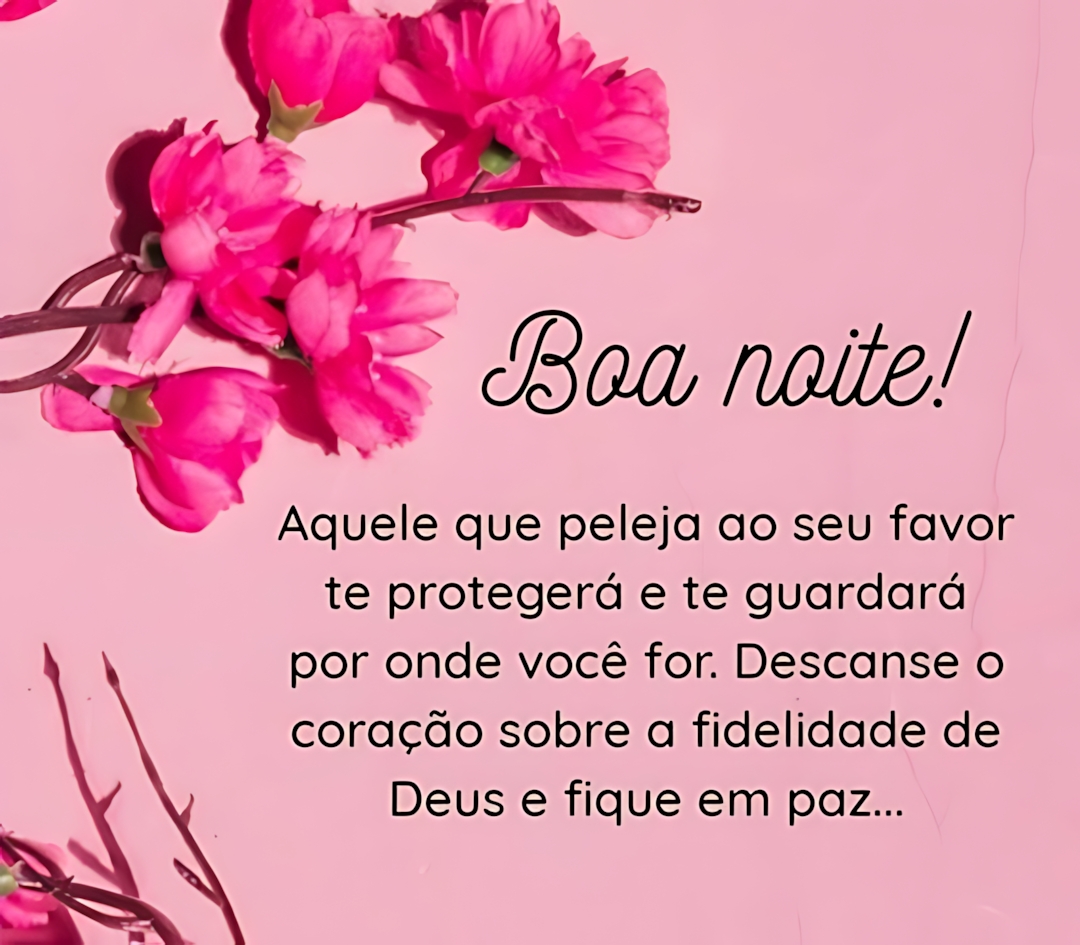 Boa noite!
Aquele que peleja ao seu favor
te protegerá e te guardará
por onde você for. Descanse o
coração sobre a fidelidade de
Deus e fique em paz...